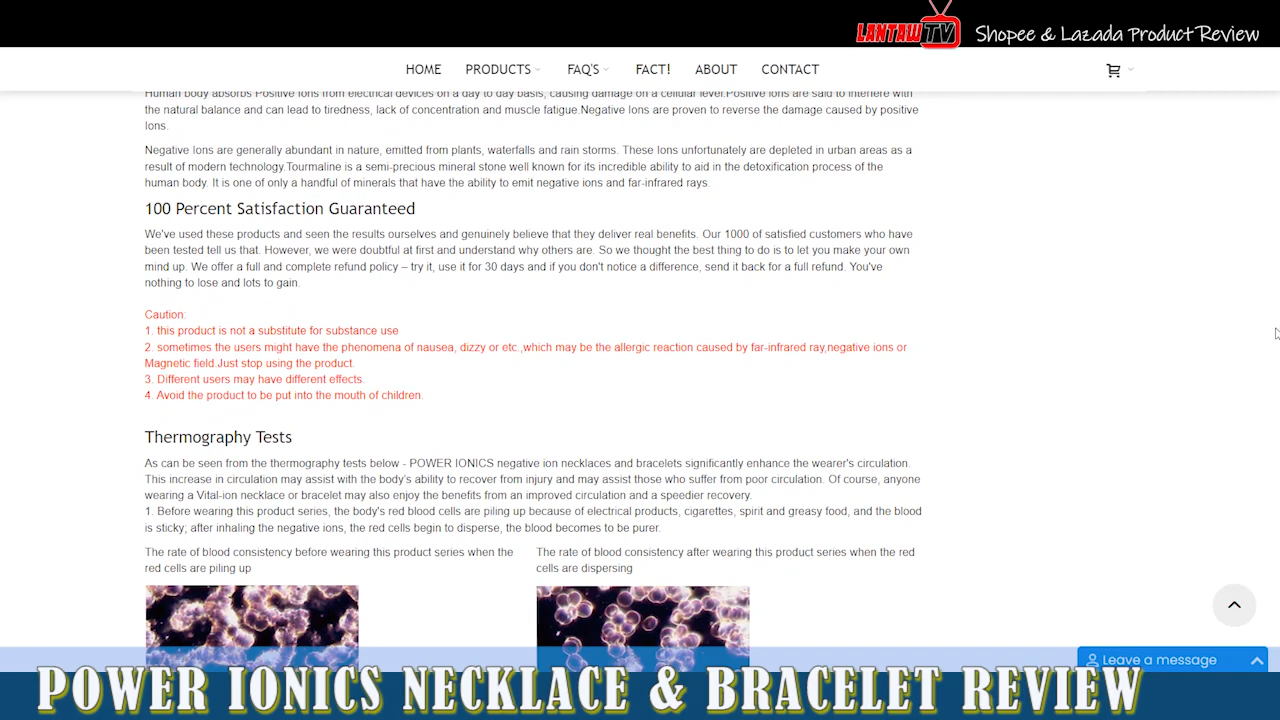 LANTAW TV Shopee & Lazada Product Review
HOME PRODUCTS FAQ'S FACT! ABOUT CONTACT
Human body absorbs Positive Ions from electrical devices on a day to day basis, causing damage on a cellular level.Positive Ions are said to interfere with
the natural balance and can lead to tiredness, lack of concentration and muscle fatigue.Negative Ions are proven to reverse the damage caused by positive
Ions.
Negative Ions are generally abundant in nature, emitted from plants, waterfalls and rain storms. These Ions unfortunately are depleted in urban areas as a
result of modern technology.Tourmaline is a semi-precious mineral stone well known for its incredible ability to aid in the detoxification process of the
human body. It is one of only a handful of minerals that have the ability to emit negative ions and far-infrared rays.
100 Percent Satisfaction Guaranteed
We've used these products and seen the results ourselves and genuinely believe that they deliver real benefits. Our 1000 of satisfied customers who have
been tested tell us that. However, we were doubtful at first and understand why others are. So we thought the best thing to do is to let you make your own
mind up. We offer a full and complete refund policy – try it, use it for 30 days and if you don't notice a difference, send it back for a full refund. You've
nothing to lose and lots to gain.
Caution:
1. this product is not a substitute for substance use
2. sometimes the users might have the phenomena of nausea, dizzy or etc.,which may be the allergic reaction caused by far-infrared ray,negative ions or
Magnetic field.Just stop using the product.
3. Different users may have different effects.
4. Avoid the product to be put into the mouth of children.
Thermography Tests
As can be seen from the thermography tests below - POWER IONICS negative ion necklaces and bracelets significantly enhance the wearer's circulation.
This increase in circulation may assist with the body's ability to recover from injury and may assist those who suffer from poor circulation. Of course, anyone
wearing a Vital-ion necklace or bracelet may also enjoy the benefits from an improved circulation and a speedier recovery.
1. Before wearing this product series, the body's red blood cells are piling up because of electrical products, cigarettes, spirit and greasy food, and the blood
is sticky; after inhaling the negative ions, the red cells begin to disperse, the blood becomes to be purer.
The rate of blood consistency before wearing this product series when the
red cells are piling up
The rate of blood consistency after wearing this product series when the red
cells are dispersing
Leave a message
POWER IONICS NECKLACE & BRACELET REVIEW